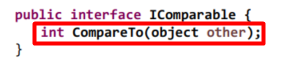 public interface IComparable {
int CompareTo(object other);
}